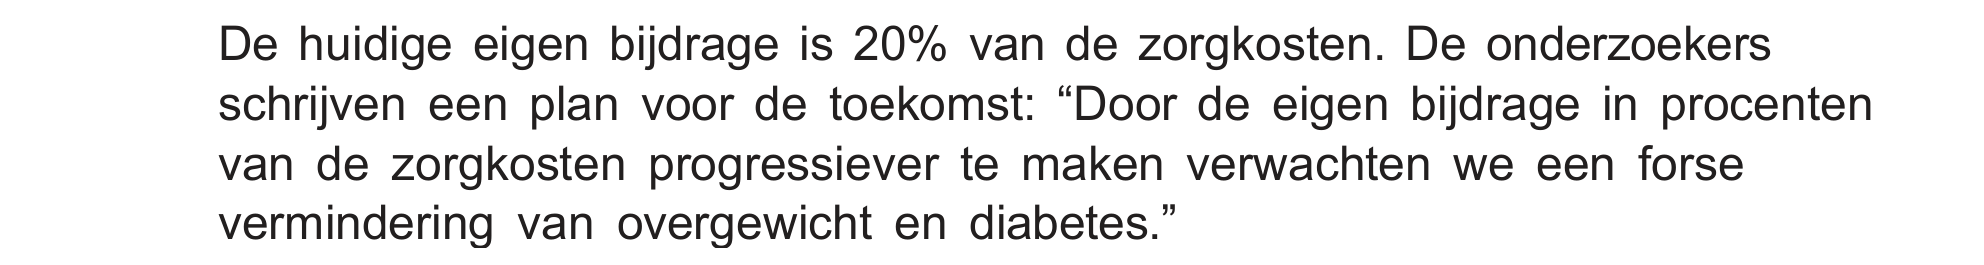 De huidige eigen bijdrage is 20% van de zorgkosten. De onderzoekers
schrijven een plan voor de toekomst: “Door de eigen bijdrage in procenten
van de zorgkosten progressiever te maken verwachten we een forse
vermindering van overgewicht en diabetes.”